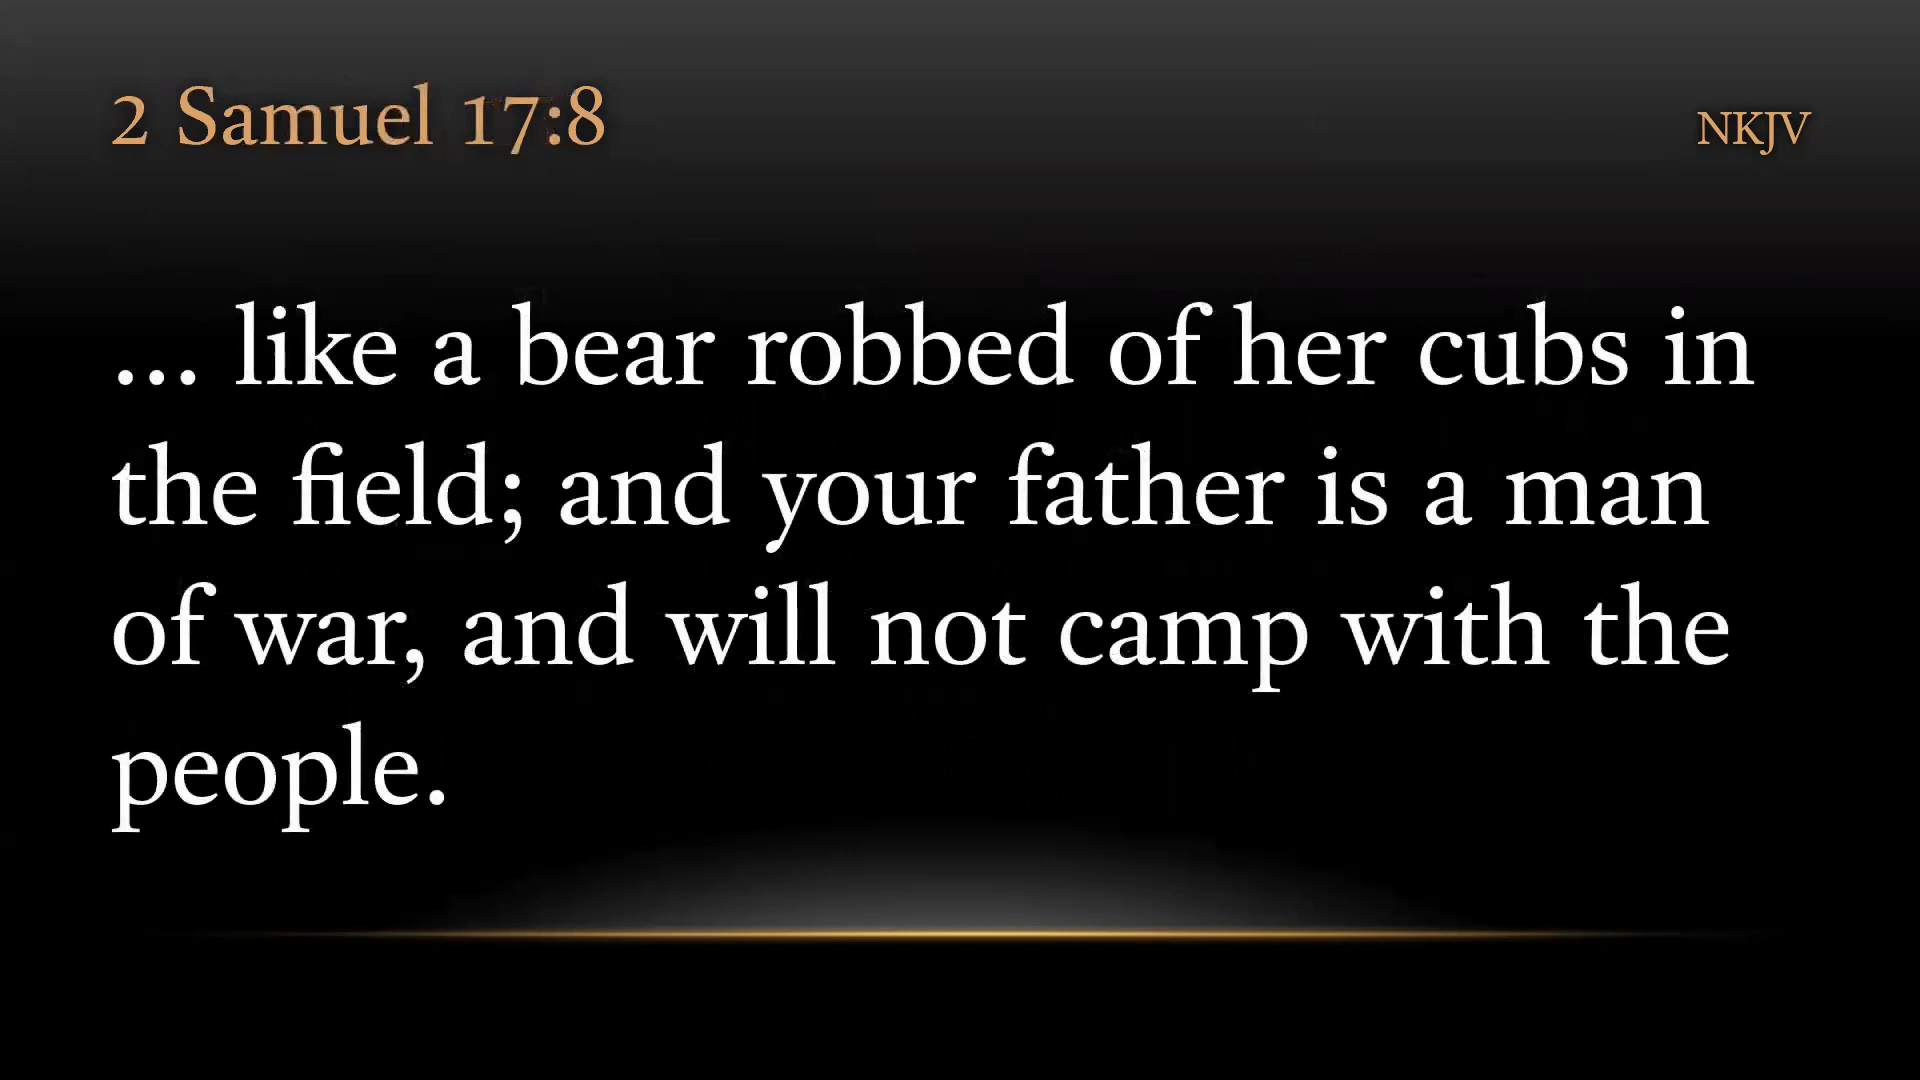 2 Samuel 17:8
NKJV
... like a bear robbed of her cubs in
the field; and your father is a man
of war, and will not camp with the
people.